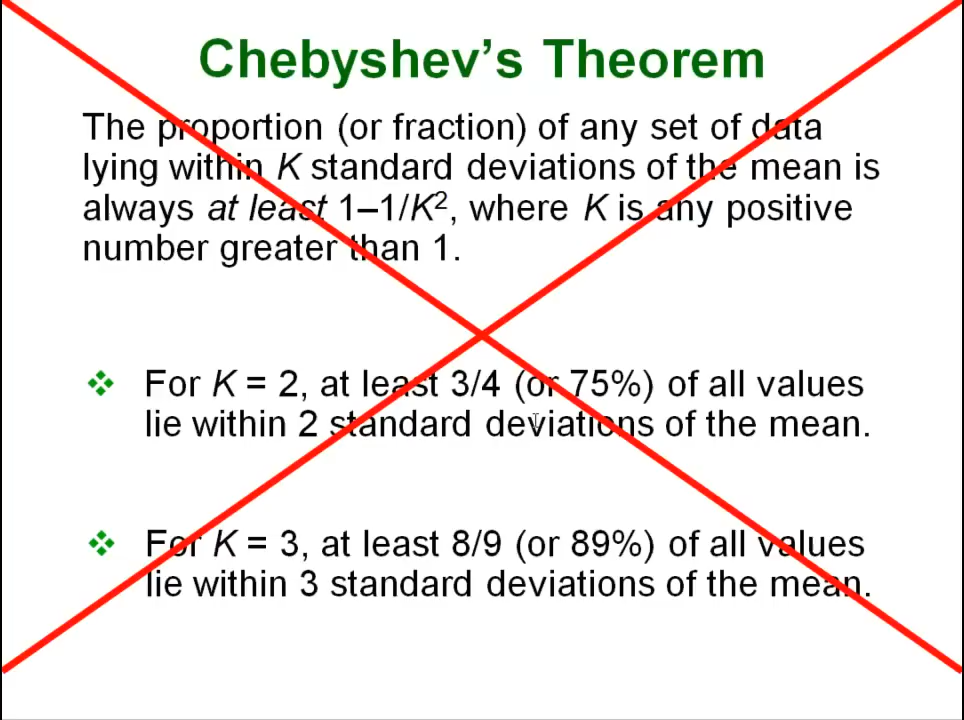 Chebyshev's Theorem
The proportion (or fraction) of any set of data
lying within K standard deviations of the mean is
always at least 1–1/K², where K is any positive
number greater than 1.
For K = 2, at least 3/4 (or 75%) of all values
lie within 2 standard deviations of the mean.
For K = 3, at least 8/9 (or 89%) of all values
lie within 3 standard deviations of the mean.